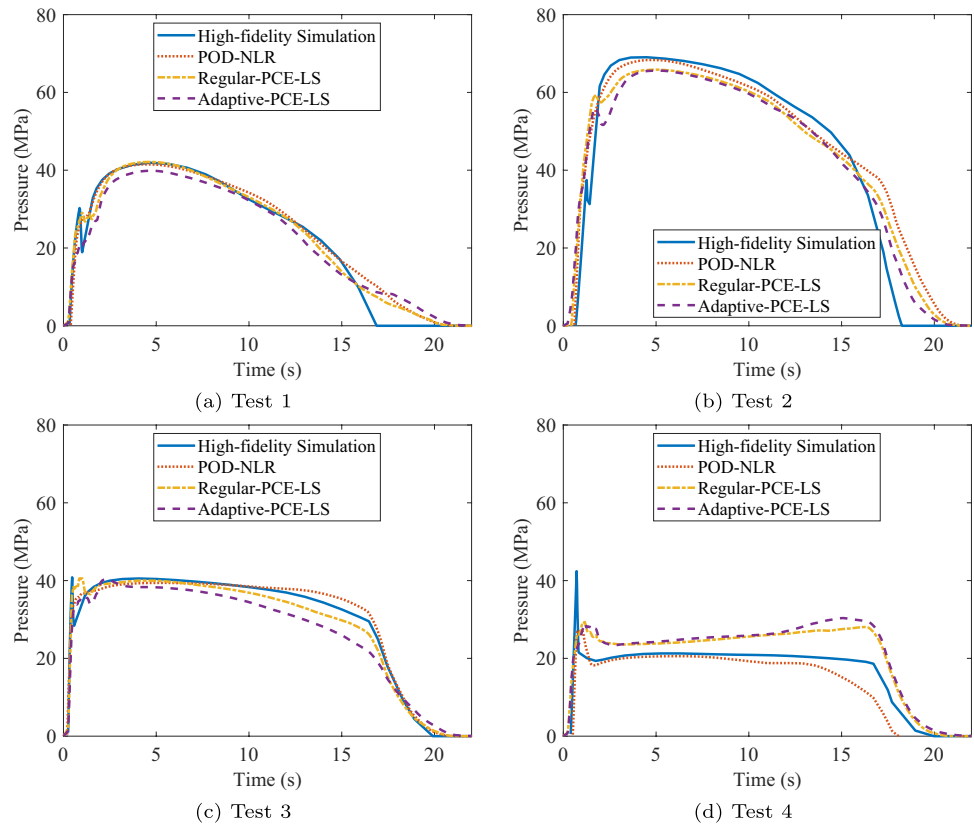 80
60
40
20
0
Pressure (MPa)
High-fidelity Simulation
POD-NLR
Regular-PCE-LS
Adaptive-PCE-LS
0 5 10 15 20
Time (s)
(a) Test 1
80
60
40
20
0
Pressure (MPa)
High-fidelity Simulation
POD-NLR
Regular-PCE-LS
Adaptive-PCE-LS
0 5 10 15 20
Time (s)
(b) Test 2
80
60
40
20
0
Pressure (MPa)
High-fidelity Simulation
POD-NLR
Regular-PCE-LS
Adaptive-PCE-LS
0 5 10 15 20
Time (s)
(c) Test 3
80
60
40
20
0
Pressure (MPa)
High-fidelity Simulation
POD-NLR
Regular-PCE-LS
Adaptive-PCE-LS
0 5 10 15 20
Time (s)
(d) Test 4